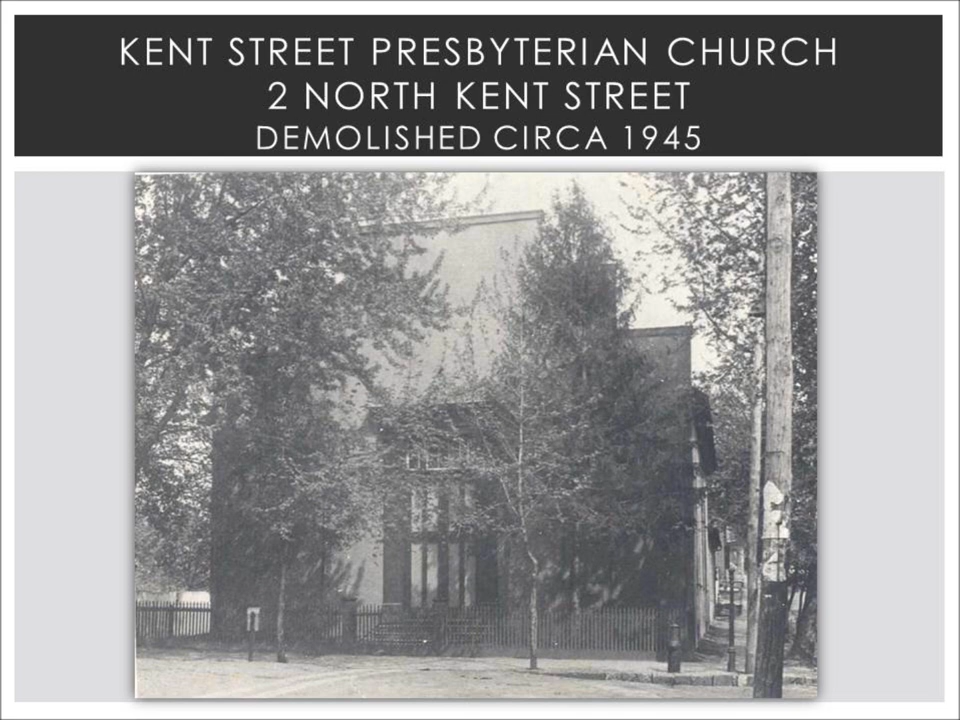 KENT STREET PRESBYTERIAN CHURCH
2 NORTH KENT STREET
DEMOLISHED CIRCA 1945